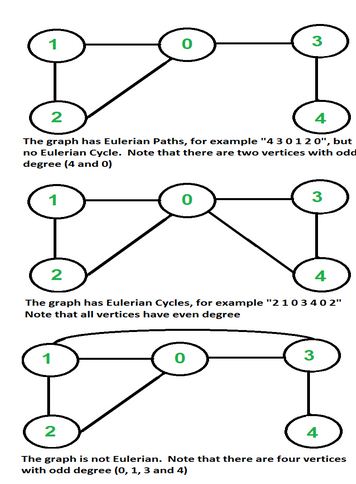 1 0 3
2 4
The graph has Eulerian Paths, for example "4 3 0 1 2 0", but
no Eulerian Cycle. Note that there are two vertices with odd
degree (4 and 0)
1 0 3
2 4
The graph has Eulerian Cycles, for example "2 1 0 3 4 0 2"
Note that all vertices have even degree
1 0 3
2 4
The graph is not Eulerian. Note that there are four vertices
with odd degree (0, 1, 3 and 4)